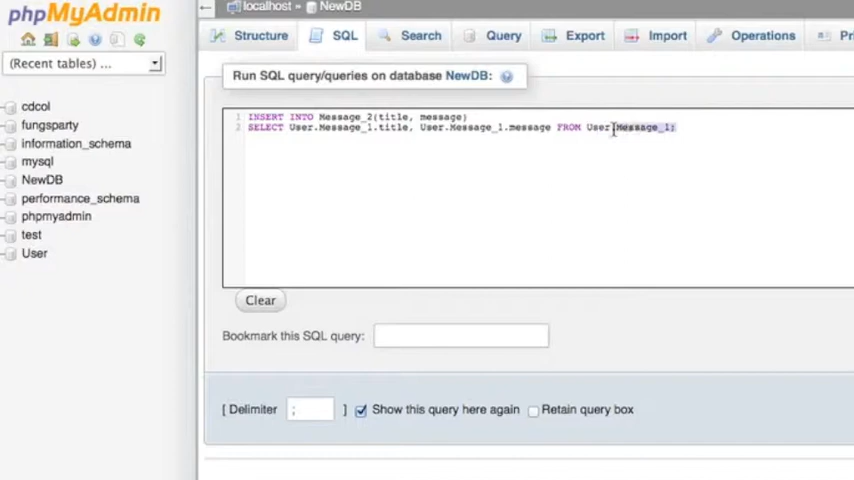 phpMyAdmin
(Recent tables) ...
cdcol
fungsparty
information_schema
mysql
NewDB
performance_schema
phpmyadmin
test
User
localhost » NewDB
Structure SQL Search Query Export Import Operations Pri
Run SQL query/queries on database NewDB:
1 INSERT INTO Message_2(title, message)
2 SELECT User.Message_1.title, User.Message_1.message FROM User.Message_1;
Clear
Bookmark this SQL query:
[ Delimiter ; ] Show this query here again Retain query box